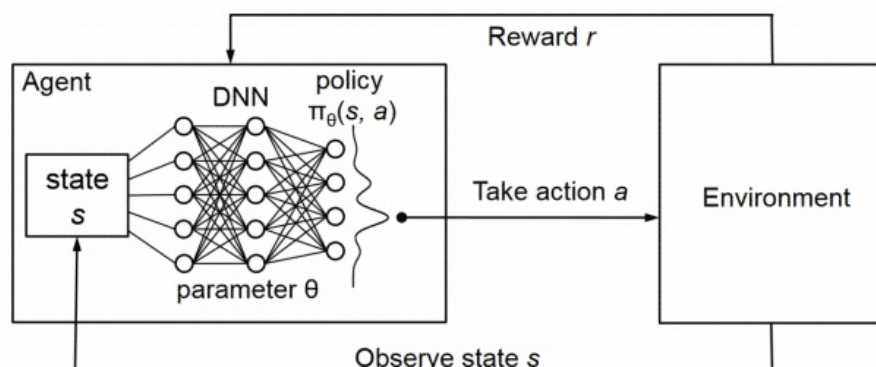 Reward r
Agent
policy
DNN
πθ(s, a)
state
s
Take action a
Environment
parameter θ
Observe state s